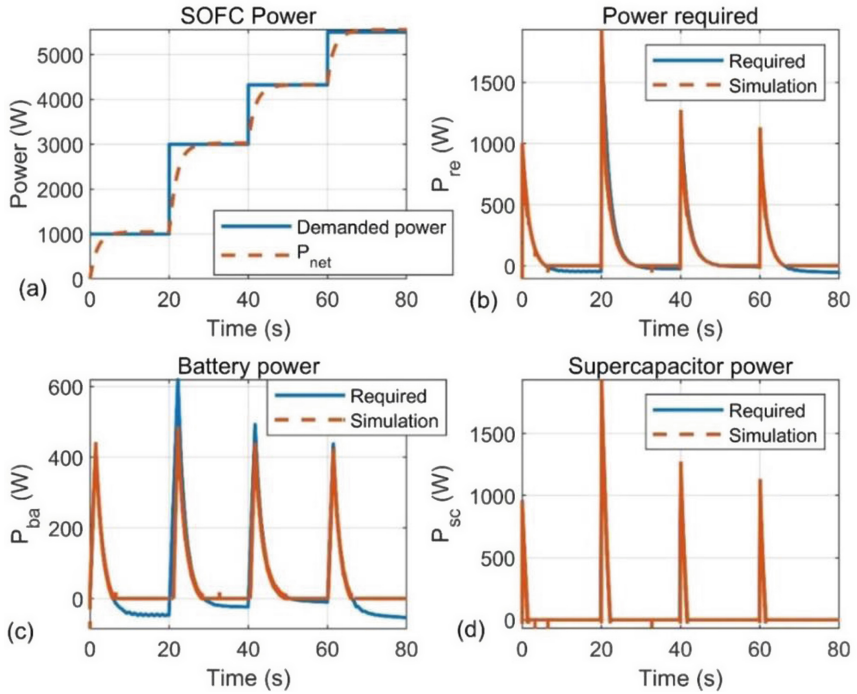 SOFC Power
Power (W)
5000
4000
3000
2000
1000
0
Demanded power
P_net
0 20 40 60 80
Time (s)
(a)
Power required
P_re (W)
1500
1000
500
0
Required
Simulation
0 20 40 60 80
Time (s)
(b)
Battery power
P_ba (W)
600
400
200
0
Required
Simulation
0 20 40 60 80
Time (s)
(c)
Supercapacitor power
P_sc (W)
1500
1000
500
0
Required
Simulation
0 20 40 60 80
Time (s)
(d)